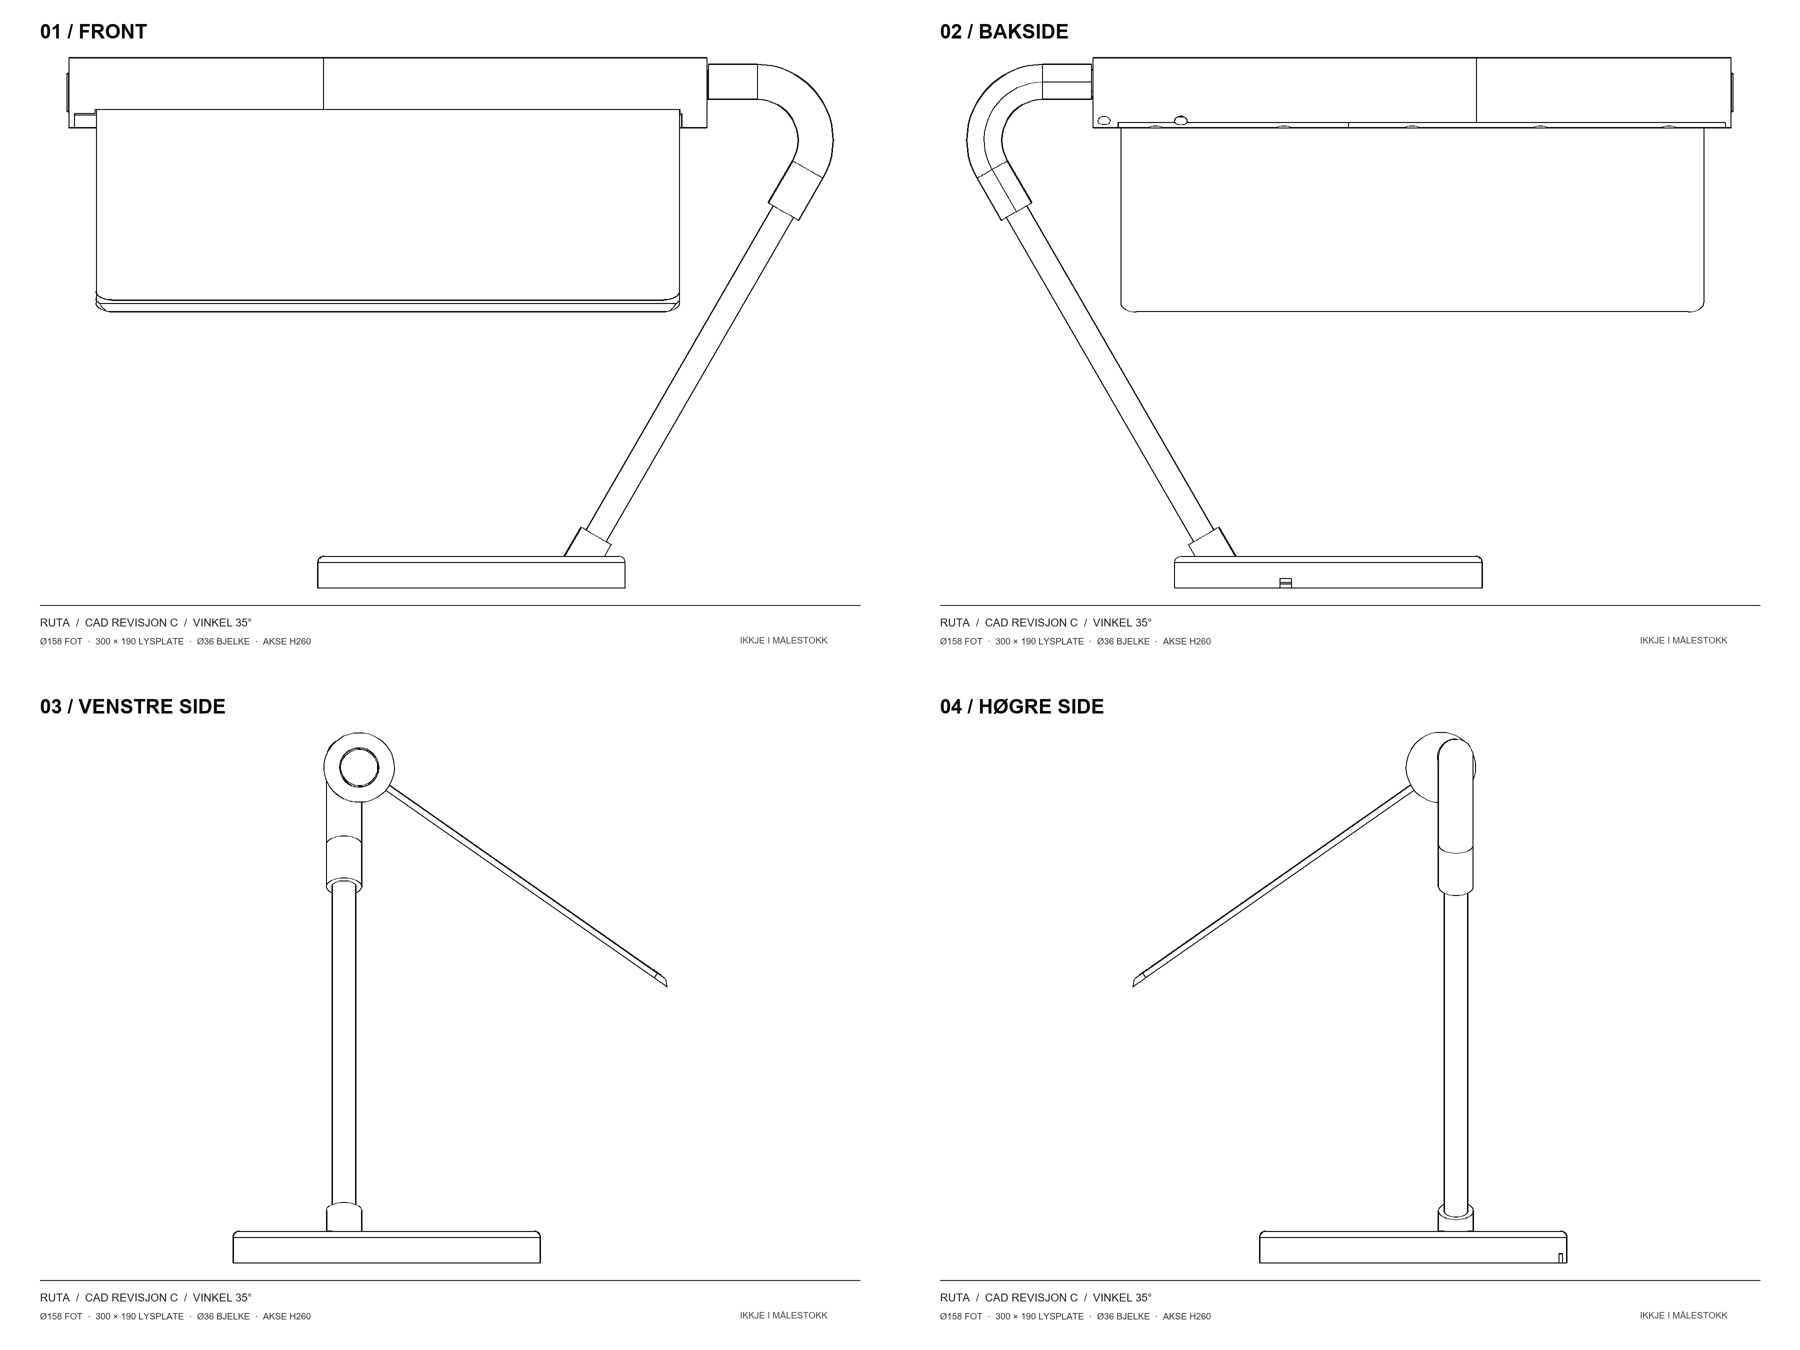 01 / FRONT
RUTA / CAD REVISJON C / VINKEL 35°
Ø158 FOT · 300 × 190 LYSPLATE · Ø36 BJELKE · AKSE H260
IKKJE I MÅLESTOKK
02 / BAKSIDE
RUTA / CAD REVISJON C / VINKEL 35°
Ø158 FOT · 300 × 190 LYSPLATE · Ø36 BJELKE · AKSE H260
IKKJE I MÅLESTOKK
03 / VENSTRE SIDE
RUTA / CAD REVISJON C / VINKEL 35°
Ø158 FOT · 300 × 190 LYSPLATE · Ø36 BJELKE · AKSE H260
IKKJE I MÅLESTOKK
04 / HØGRE SIDE
RUTA / CAD REVISJON C / VINKEL 35°
Ø158 FOT · 300 × 190 LYSPLATE · Ø36 BJELKE · AKSE H260
IKKJE I MÅLESTOKK